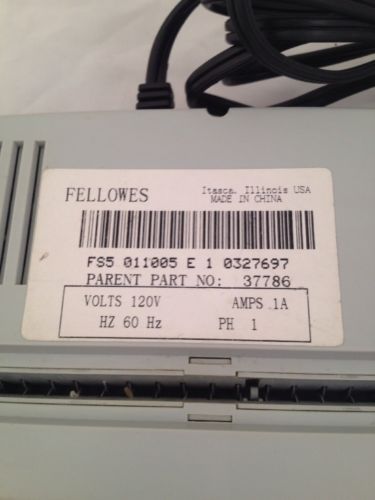 FELLOWES Itasca, Illinois USA
MADE IN CHINA
FS5 011005 E 1 0327697
PARENT PART NO: 37786
VOLTS 120V AMPS .1A
HZ 60 Hz PH 1